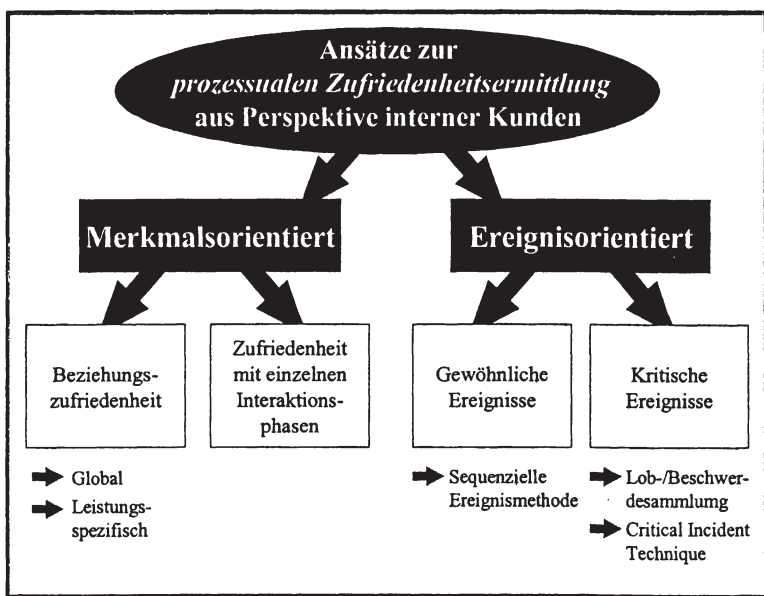 Ansätze zur
prozessualen Zufriedenheitsermittlung
aus Perspektive interner Kunden
Merkmalsorientiert
Ereignisorientiert
Beziehungs-
zufriedenheit
Zufriedenheit
mit einzelnen
Interaktions-
phasen
Gewöhnliche
Ereignisse
Kritische
Ereignisse
Global
Leistungs-
spezifisch
Sequenzielle
Ereignismethode
Lob-/Beschwer-
desammlumg
Critical Incident
Technique